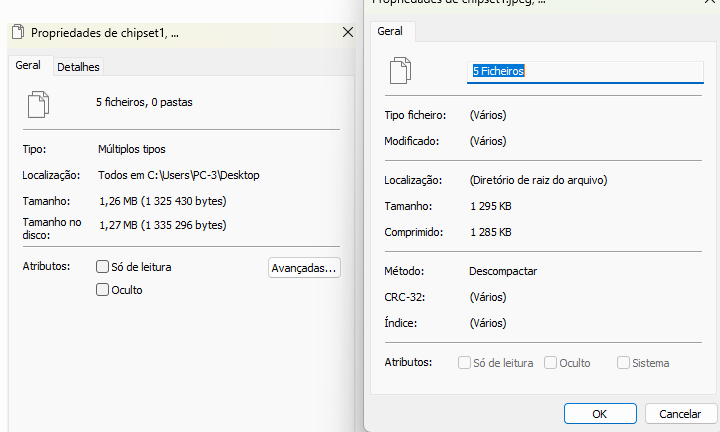 Propriedades de chipset1, ...
Geral
Detalhes
5 ficheiros, 0 pastas
Tipo: Múltiplos tipos
Localização: Todos em C:\Users\PC-3\Desktop
Tamanho: 1,26 MB (1 325 430 bytes)
Tamanho no disco: 1,27 MB (1 335 296 bytes)
Atributos: Só de leitura
Avançadas...
Oculto
Propriedades de chipset1.jpeg, ...
Geral
5 Ficheiros
Tipo ficheiro: (Vários)
Modificado: (Vários)
Localização: (Diretório de raiz do arquivo)
Tamanho: 1 295 KB
Comprimido: 1 285 KB
Método: Descompactar
CRC-32: (Vários)
Índice: (Vários)
Atributos: Só de leitura Oculto Sistema
OK Cancelar